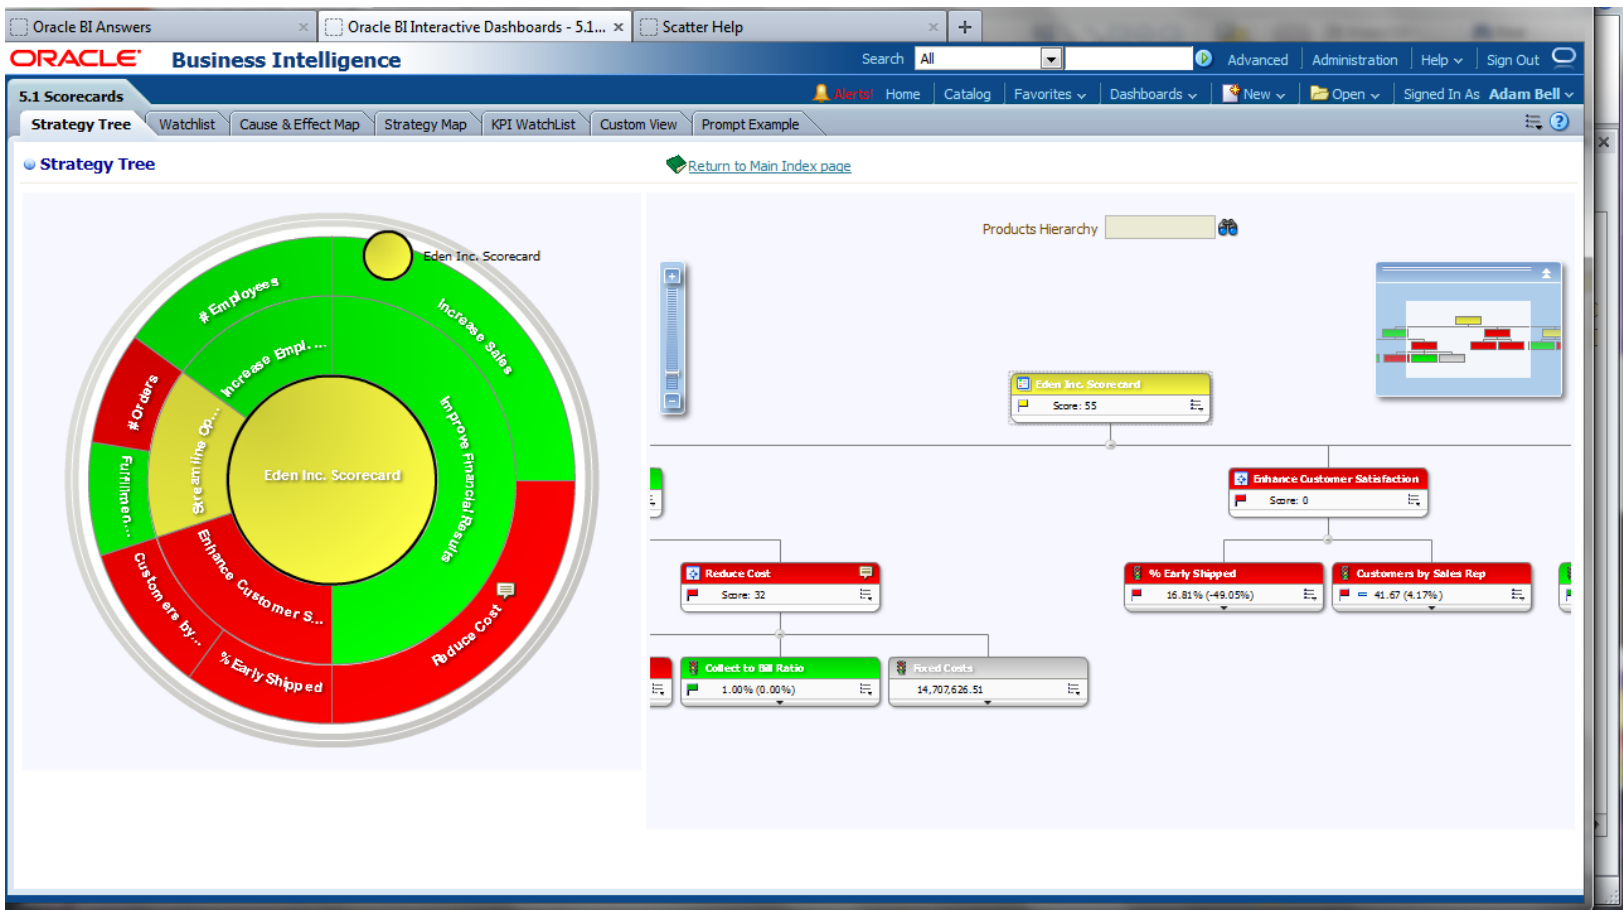 Oracle BI Answers
Oracle BI Interactive Dashboards - 5.1...
Scatter Help
ORACLE Business Intelligence
Search All Advanced Administration Help Sign Out
5.1 Scorecards
Alerts! Home Catalog Favorites Dashboards New Open Signed In As Adam Bell
Strategy Tree Watchlist Cause & Effect Map Strategy Map KPI WatchList Custom View Prompt Example
Strategy Tree
Return to Main Index page
Eden Inc. Scorecard
# Employees
Increase Sales
Increase Empl. ...
# Orders
Streamline Op...
Improve Financial Results
Eden Inc. Scorecard
Fulfillmen...
Enhance Customer S...
Customers by...
% Early Shipped
Reduce Cost
Products Hierarchy
Eden Inc. Scorecard
Score: 55
Enhance Customer Satisfaction
Score: 0
Reduce Cost
Score: 32
% Early Shipped
16.81% (-49.05%)
Customers by Sales Rep
41.67 (4.17%)
Collect to Bill Ratio
1.00% (0.00%)
Fixed Costs
14,707,626.51